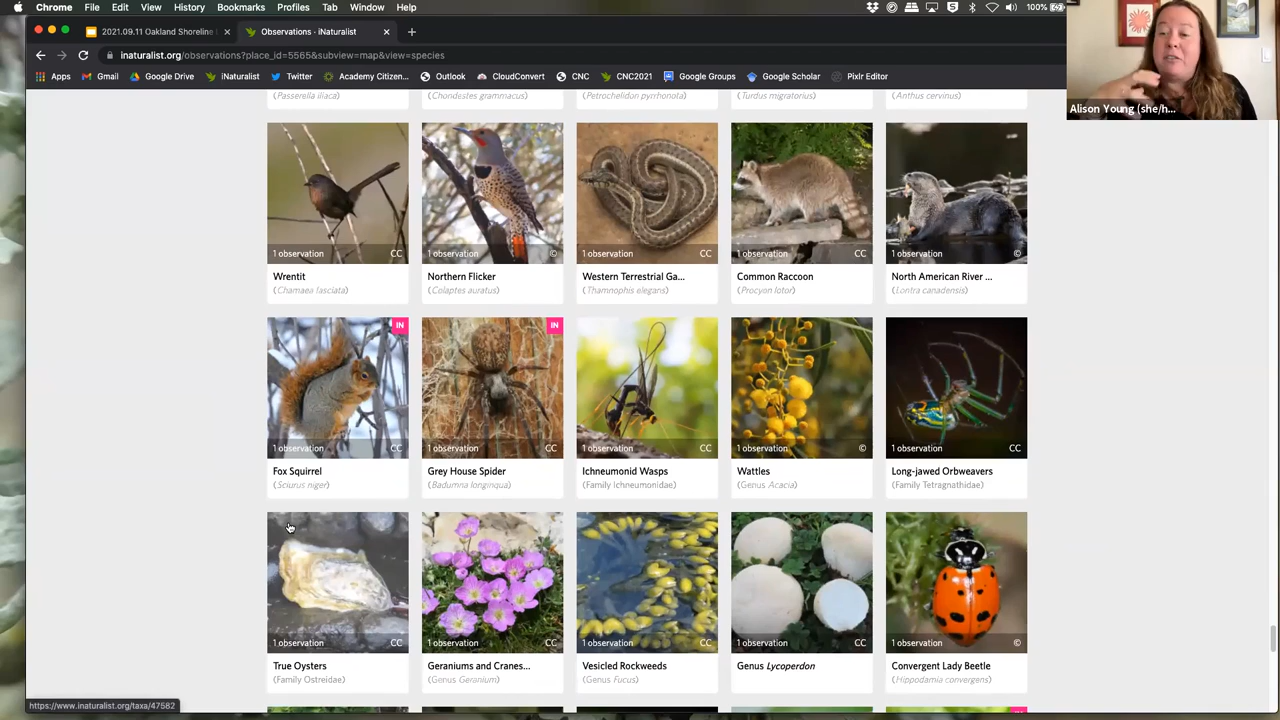 Chrome File Edit View History Bookmarks Profiles Tab Window Help 100%
2021.09.11 Oakland Shoreline Observations · iNaturalist
inaturalist.org/observations?place_id=5565&subview=map&view=species
Apps Gmail Google Drive iNaturalist Twitter Academy Citizen... Outlook CloudConvert CNC CNC2021 Google Groups Google Scholar Pixlr Editor
Alison Young (she/h...
(Passerella iliaca) (Chondestes grammacus) (Petrochelidon pyrrhonota) (Turdus migratorius) (Anthus cervinus)
1 observation CC 1 observation © 1 observation CC 1 observation CC 1 observation ©
Wrentit Northern Flicker Western Terrestrial Ga... Common Raccoon North American River ...
(Chamaea fasciata) (Colaptes auratus) (Thamnophis elegans) (Procyon lotor) (Lontra canadensis)
IN IN
1 observation CC 1 observation CC 1 observation CC 1 observation © 1 observation CC
Fox Squirrel Grey House Spider Ichneumonid Wasps Wattles Long-jawed Orbweavers
(Sciurus niger) (Badumna longinqua) (Family Ichneumonidae) (Genus Acacia) (Family Tetragnathidae)
1 observation CC 1 observation CC 1 observation CC 1 observation CC 1 observation ©
True Oysters Geraniums and Cranes... Vesicled Rockweeds Genus Lycoperdon Convergent Lady Beetle
(Family Ostreidae) (Genus Geranium) (Genus Fucus) (Hippodamia convergens)
https://www.inaturalist.org/taxa/47582